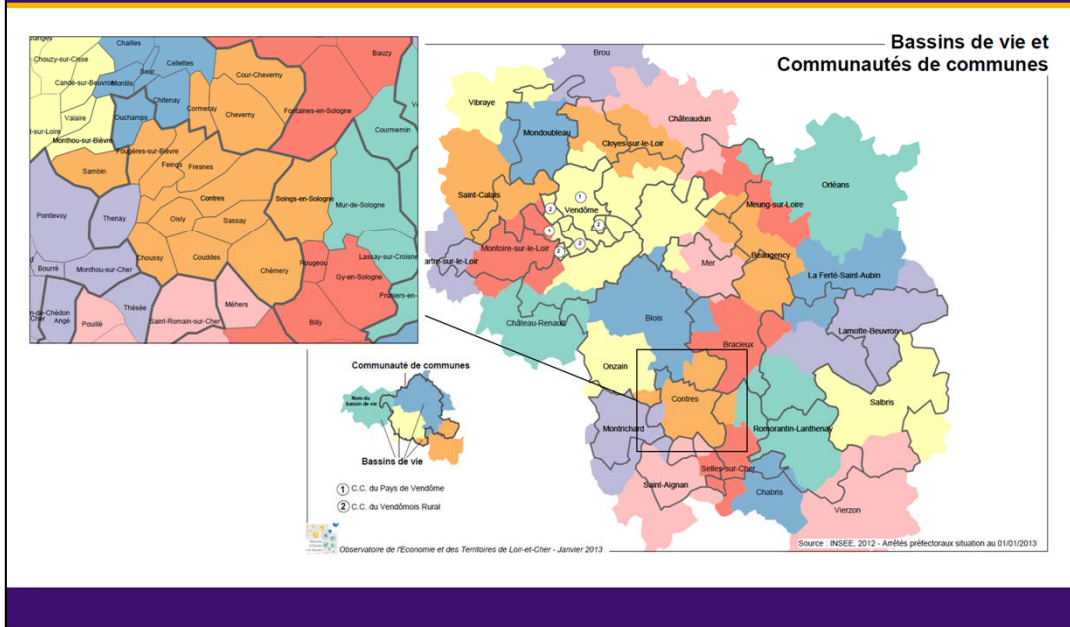 Bassins de vie et
Communautés de communes
Chailles
Bauzy
Chouzy-sur-Cisse
Seur
Cellettes
Cour-Cheverny
Candé-sur-Beuvron
Montils
Chitenay
Cormeray
Cheverny
Fontaines-en-Sologne
Valaire
Ouchamps
Courmemin
Monthou-sur-Bièvre
Fougères-sur-Bièvre
Sambin
Feings
Fresnes
Contres
Soings-en-Sologne
Mur-de-Sologne
Pontlevoy
Thenay
Oisly
Sassay
Bourré
Monthou-sur-Cher
Choussy
Couddes
Chémery
Rougeou
Lassay-sur-Croisne
Gy-en-Sologne
Angé
Pouillé
Thésée
Saint-Romain-sur-Cher
Méhers
Billy
Brou
Vibraye
Mondoubleau
Châteaudun
Cloyes-sur-le-Loir
Orléans
Saint-Calais
Vendôme
1
2
2
1
2
2
Meung-sur-Loire
Montoire-sur-le-Loir
Mer
Beaugency
La Ferté-Saint-Aubin
Château-Renault
Blois
Lamotte-Beuvron
Bracieux
Onzain
Contres
Salbris
Montrichard
Romorantin-Lanthenay
Selles-sur-Cher
Saint-Aignan
Chabris
Vierzon
Communauté de communes
Nom du
bassin de vie
Bassins de vie
1 C.C. du Pays de Vendôme
2 C.C. du Vendômois Rural
Observatoire de l'Economie et des Territoires de Loir-et-Cher - Janvier 2013
Source : INSEE, 2012 - Arrêtés préfectoraux situation au 01/01/2013